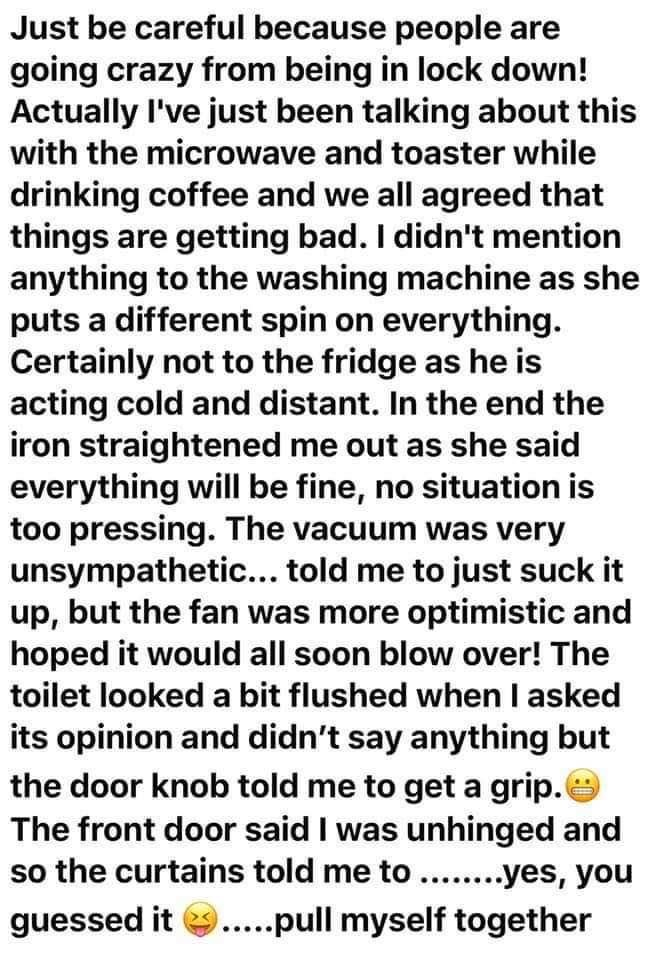 Just be careful because people are
going crazy from being in lock down!
Actually I've just been talking about this
with the microwave and toaster while
drinking coffee and we all agreed that
things are getting bad. I didn't mention
anything to the washing machine as she
puts a different spin on everything.
Certainly not to the fridge as he is
acting cold and distant. In the end the
iron straightened me out as she said
everything will be fine, no situation is
too pressing. The vacuum was very
unsympathetic... told me to just suck it
up, but the fan was more optimistic and
hoped it would all soon blow over! The
toilet looked a bit flushed when I asked
its opinion and didn’t say anything but
the door knob told me to get a grip.😬
The front door said I was unhinged and
so the curtains told me to ........yes, you
guessed it 😝.....pull myself together